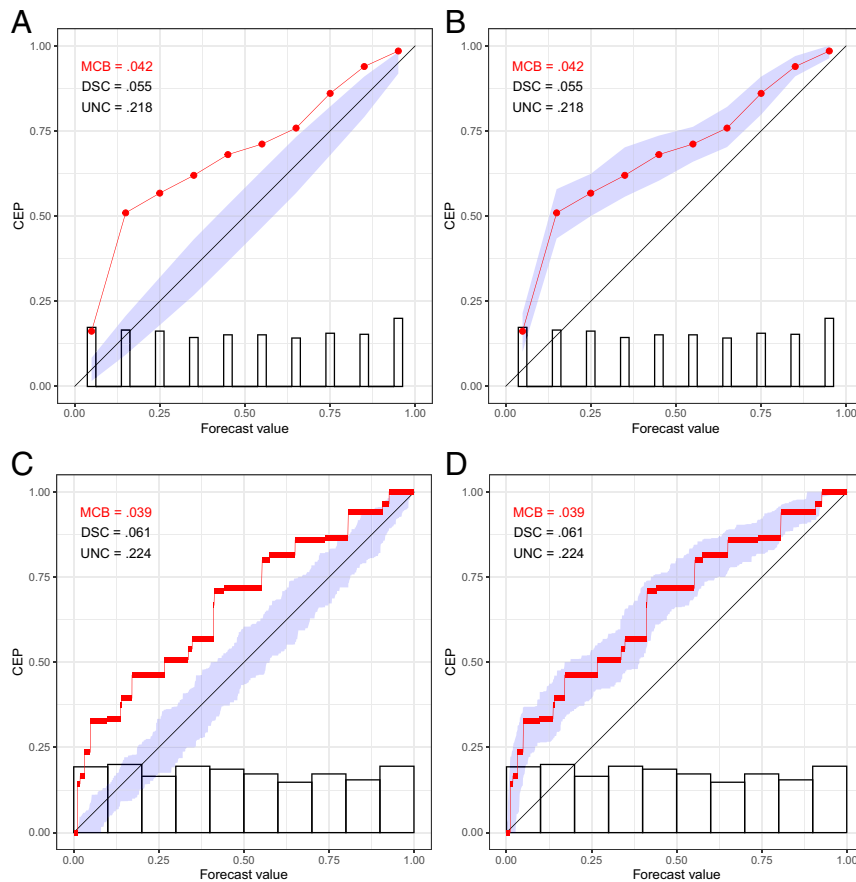 A
MCB = .042
DSC = .055
UNC = .218
1.00
0.75
0.50
0.25
0.00
CEP
0.00 0.25 0.50 0.75 1.00
Forecast value
B
MCB = .042
DSC = .055
UNC = .218
1.00
0.75
0.50
0.25
0.00
CEP
0.00 0.25 0.50 0.75 1.00
Forecast value
C
MCB = .039
DSC = .061
UNC = .224
1.00
0.75
0.50
0.25
0.00
CEP
0.00 0.25 0.50 0.75 1.00
Forecast value
D
MCB = .039
DSC = .061
UNC = .224
1.00
0.75
0.50
0.25
0.00
CEP
0.00 0.25 0.50 0.75 1.00
Forecast value